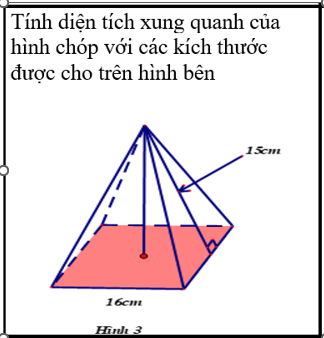 Tính diện tích xung quanh của
hình chóp với các kích thước
được cho trên hình bên
15cm
16cm
Hình 3